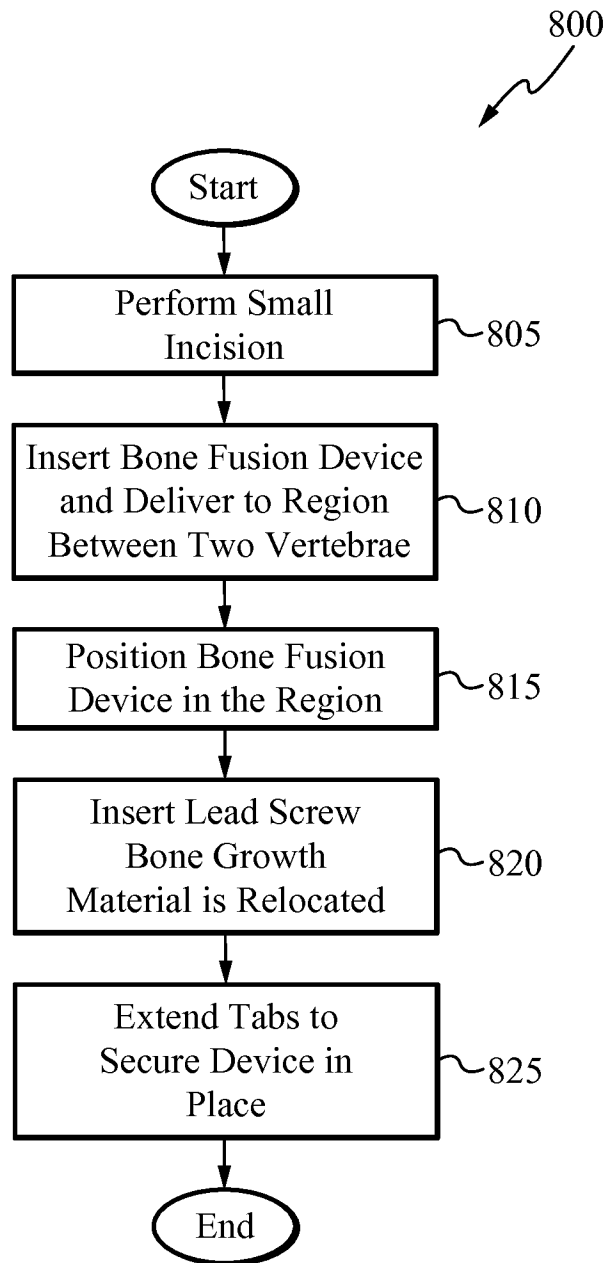 800
Start
Perform Small
Incision
805
Insert Bone Fusion Device
and Deliver to Region
Between Two Vertebrae
810
Position Bone Fusion
Device in the Region
815
Insert Lead Screw
Bone Growth
Material is Relocated
820
Extend Tabs to
Secure Device in
Place
825
End